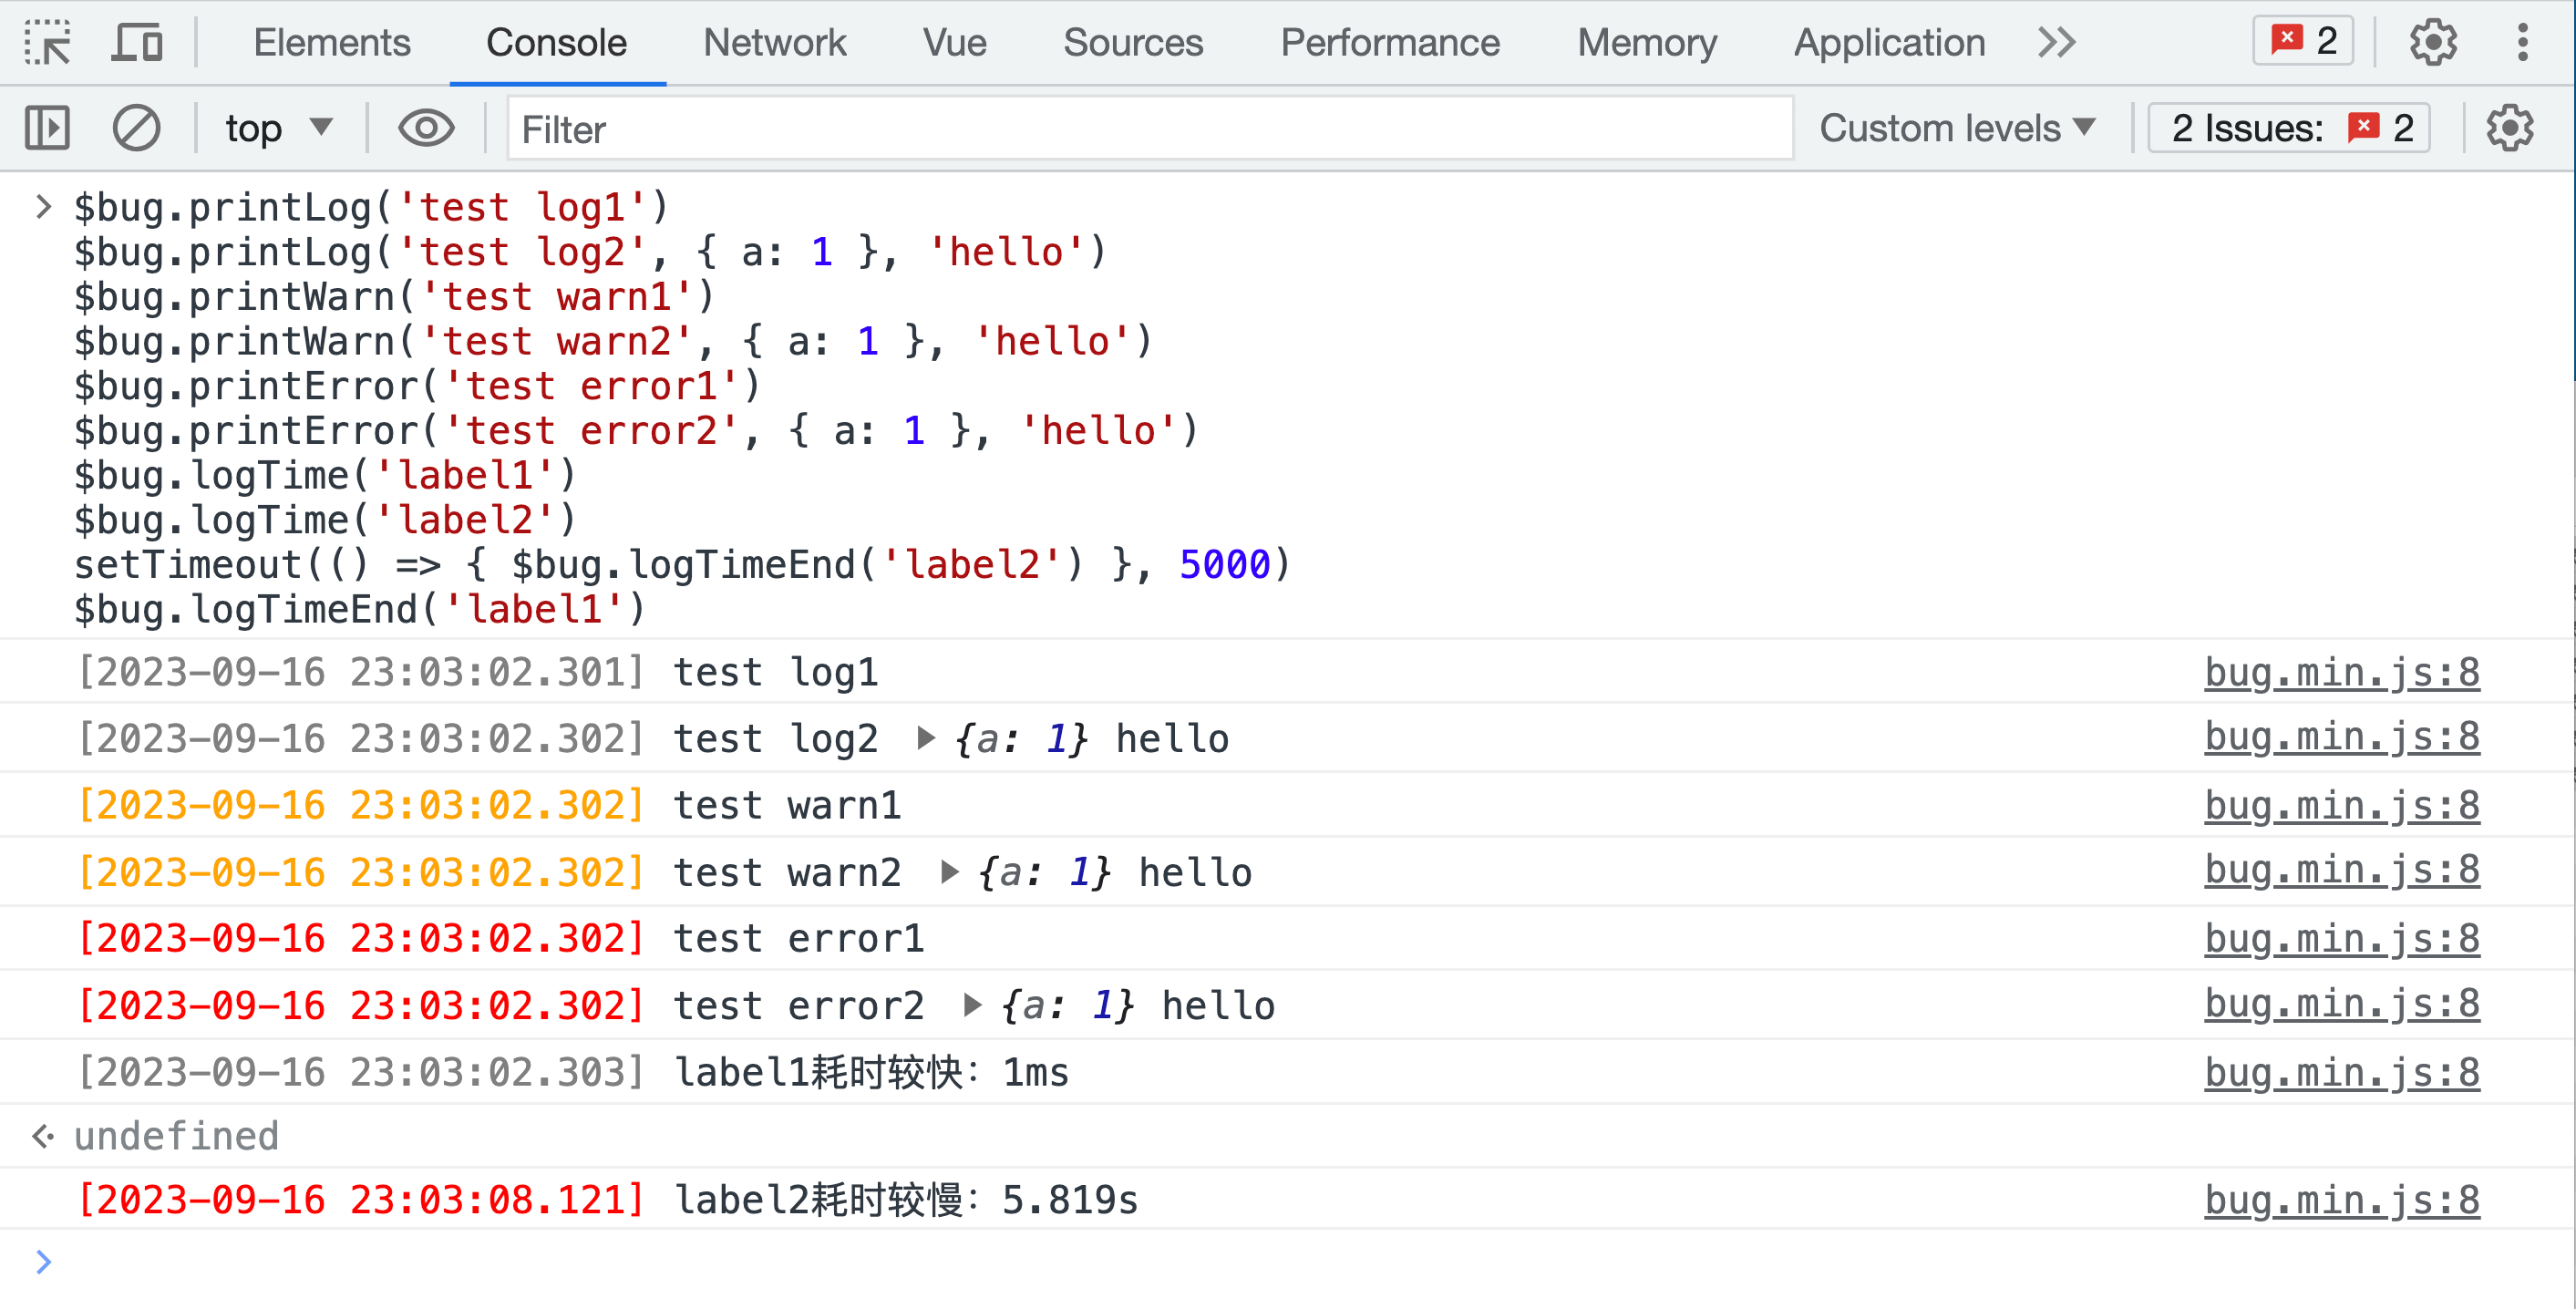 Elements Console Network Vue Sources Performance Memory Application 2
top Filter Custom levels 2 Issues: 2
$bug.printLog('test log1')
$bug.printLog('test log2', { a: 1 }, 'hello')
$bug.printWarn('test warn1')
$bug.printWarn('test warn2', { a: 1 }, 'hello')
$bug.printError('test error1')
$bug.printError('test error2', { a: 1 }, 'hello')
$bug.logTime('label1')
$bug.logTime('label2')
setTimeout(() => { $bug.logTimeEnd('label2') }, 5000)
$bug.logTimeEnd('label1')
[2023-09-16 23:03:02.301] test log1 bug.min.js:8
[2023-09-16 23:03:02.302] test log2 {a: 1} hello bug.min.js:8
[2023-09-16 23:03:02.302] test warn1 bug.min.js:8
[2023-09-16 23:03:02.302] test warn2 {a: 1} hello bug.min.js:8
[2023-09-16 23:03:02.302] test error1 bug.min.js:8
[2023-09-16 23:03:02.302] test error2 {a: 1} hello bug.min.js:8
[2023-09-16 23:03:02.303] label1耗时较快：1ms bug.min.js:8
undefined
[2023-09-16 23:03:08.121] label2耗时较慢：5.819s bug.min.js:8